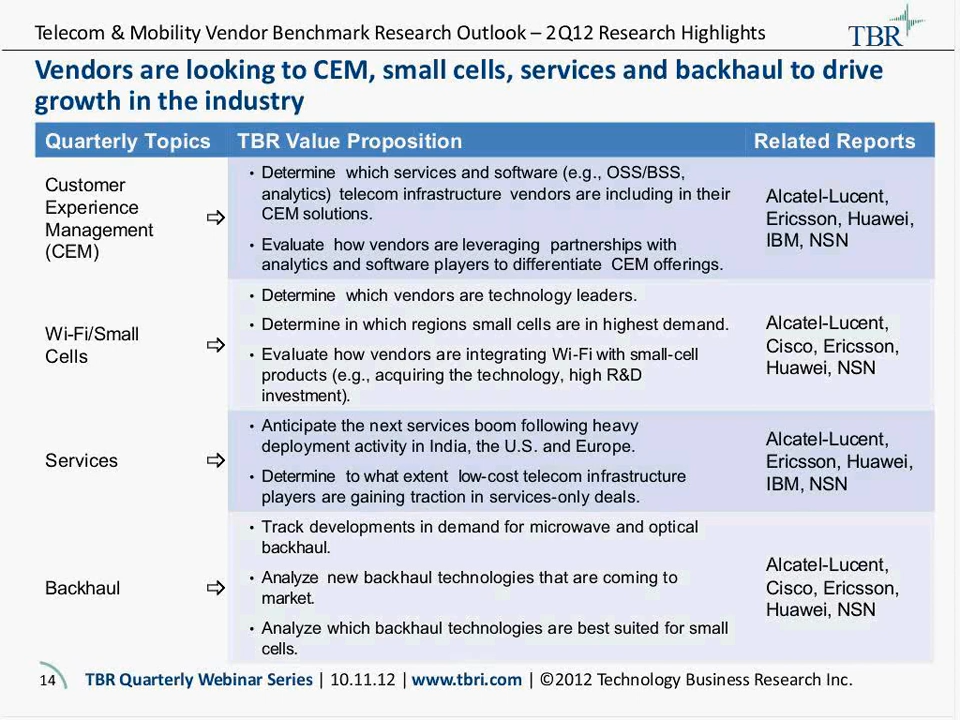 Telecom & Mobility Vendor Benchmark Research Outlook – 2Q12 Research Highlights
TBR
Vendors are looking to CEM, small cells, services and backhaul to drive
growth in the industry
Quarterly Topics TBR Value Proposition Related Reports
Customer
Experience
Management
(CEM)
⇨
• Determine which services and software (e.g., OSS/BSS,
analytics) telecom infrastructure vendors are including in their
CEM solutions.
• Evaluate how vendors are leveraging partnerships with
analytics and software players to differentiate CEM offerings.
Alcatel-Lucent,
Ericsson, Huawei,
IBM, NSN
Wi-Fi/Small
Cells
⇨
• Determine which vendors are technology leaders.
• Determine in which regions small cells are in highest demand.
• Evaluate how vendors are integrating Wi-Fi with small-cell
products (e.g., acquiring the technology, high R&D
investment).
Alcatel-Lucent,
Cisco, Ericsson,
Huawei, NSN
Services
⇨
• Anticipate the next services boom following heavy
deployment activity in India, the U.S. and Europe.
• Determine to what extent low-cost telecom infrastructure
players are gaining traction in services-only deals.
Alcatel-Lucent,
Ericsson, Huawei,
IBM, NSN
Backhaul
⇨
• Track developments in demand for microwave and optical
backhaul.
• Analyze new backhaul technologies that are coming to
market.
• Analyze which backhaul technologies are best suited for small
cells.
Alcatel-Lucent,
Cisco, Ericsson,
Huawei, NSN
14 TBR Quarterly Webinar Series | 10.11.12 | www.tbri.com | ©2012 Technology Business Research Inc.